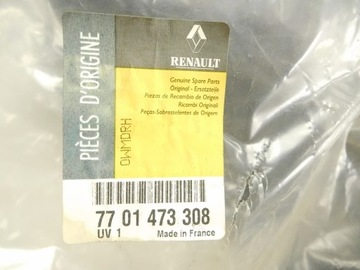 PIÈCES D'ORIGINE
RENAULT
Genuine Spare Parts
Original - Ersatzteile
Piezas de Recambio de Origen
Ricambi Originali
Peças-Sobresselentes de Origem
OWMDRH
77 01 473 308
UV 1
Made in France